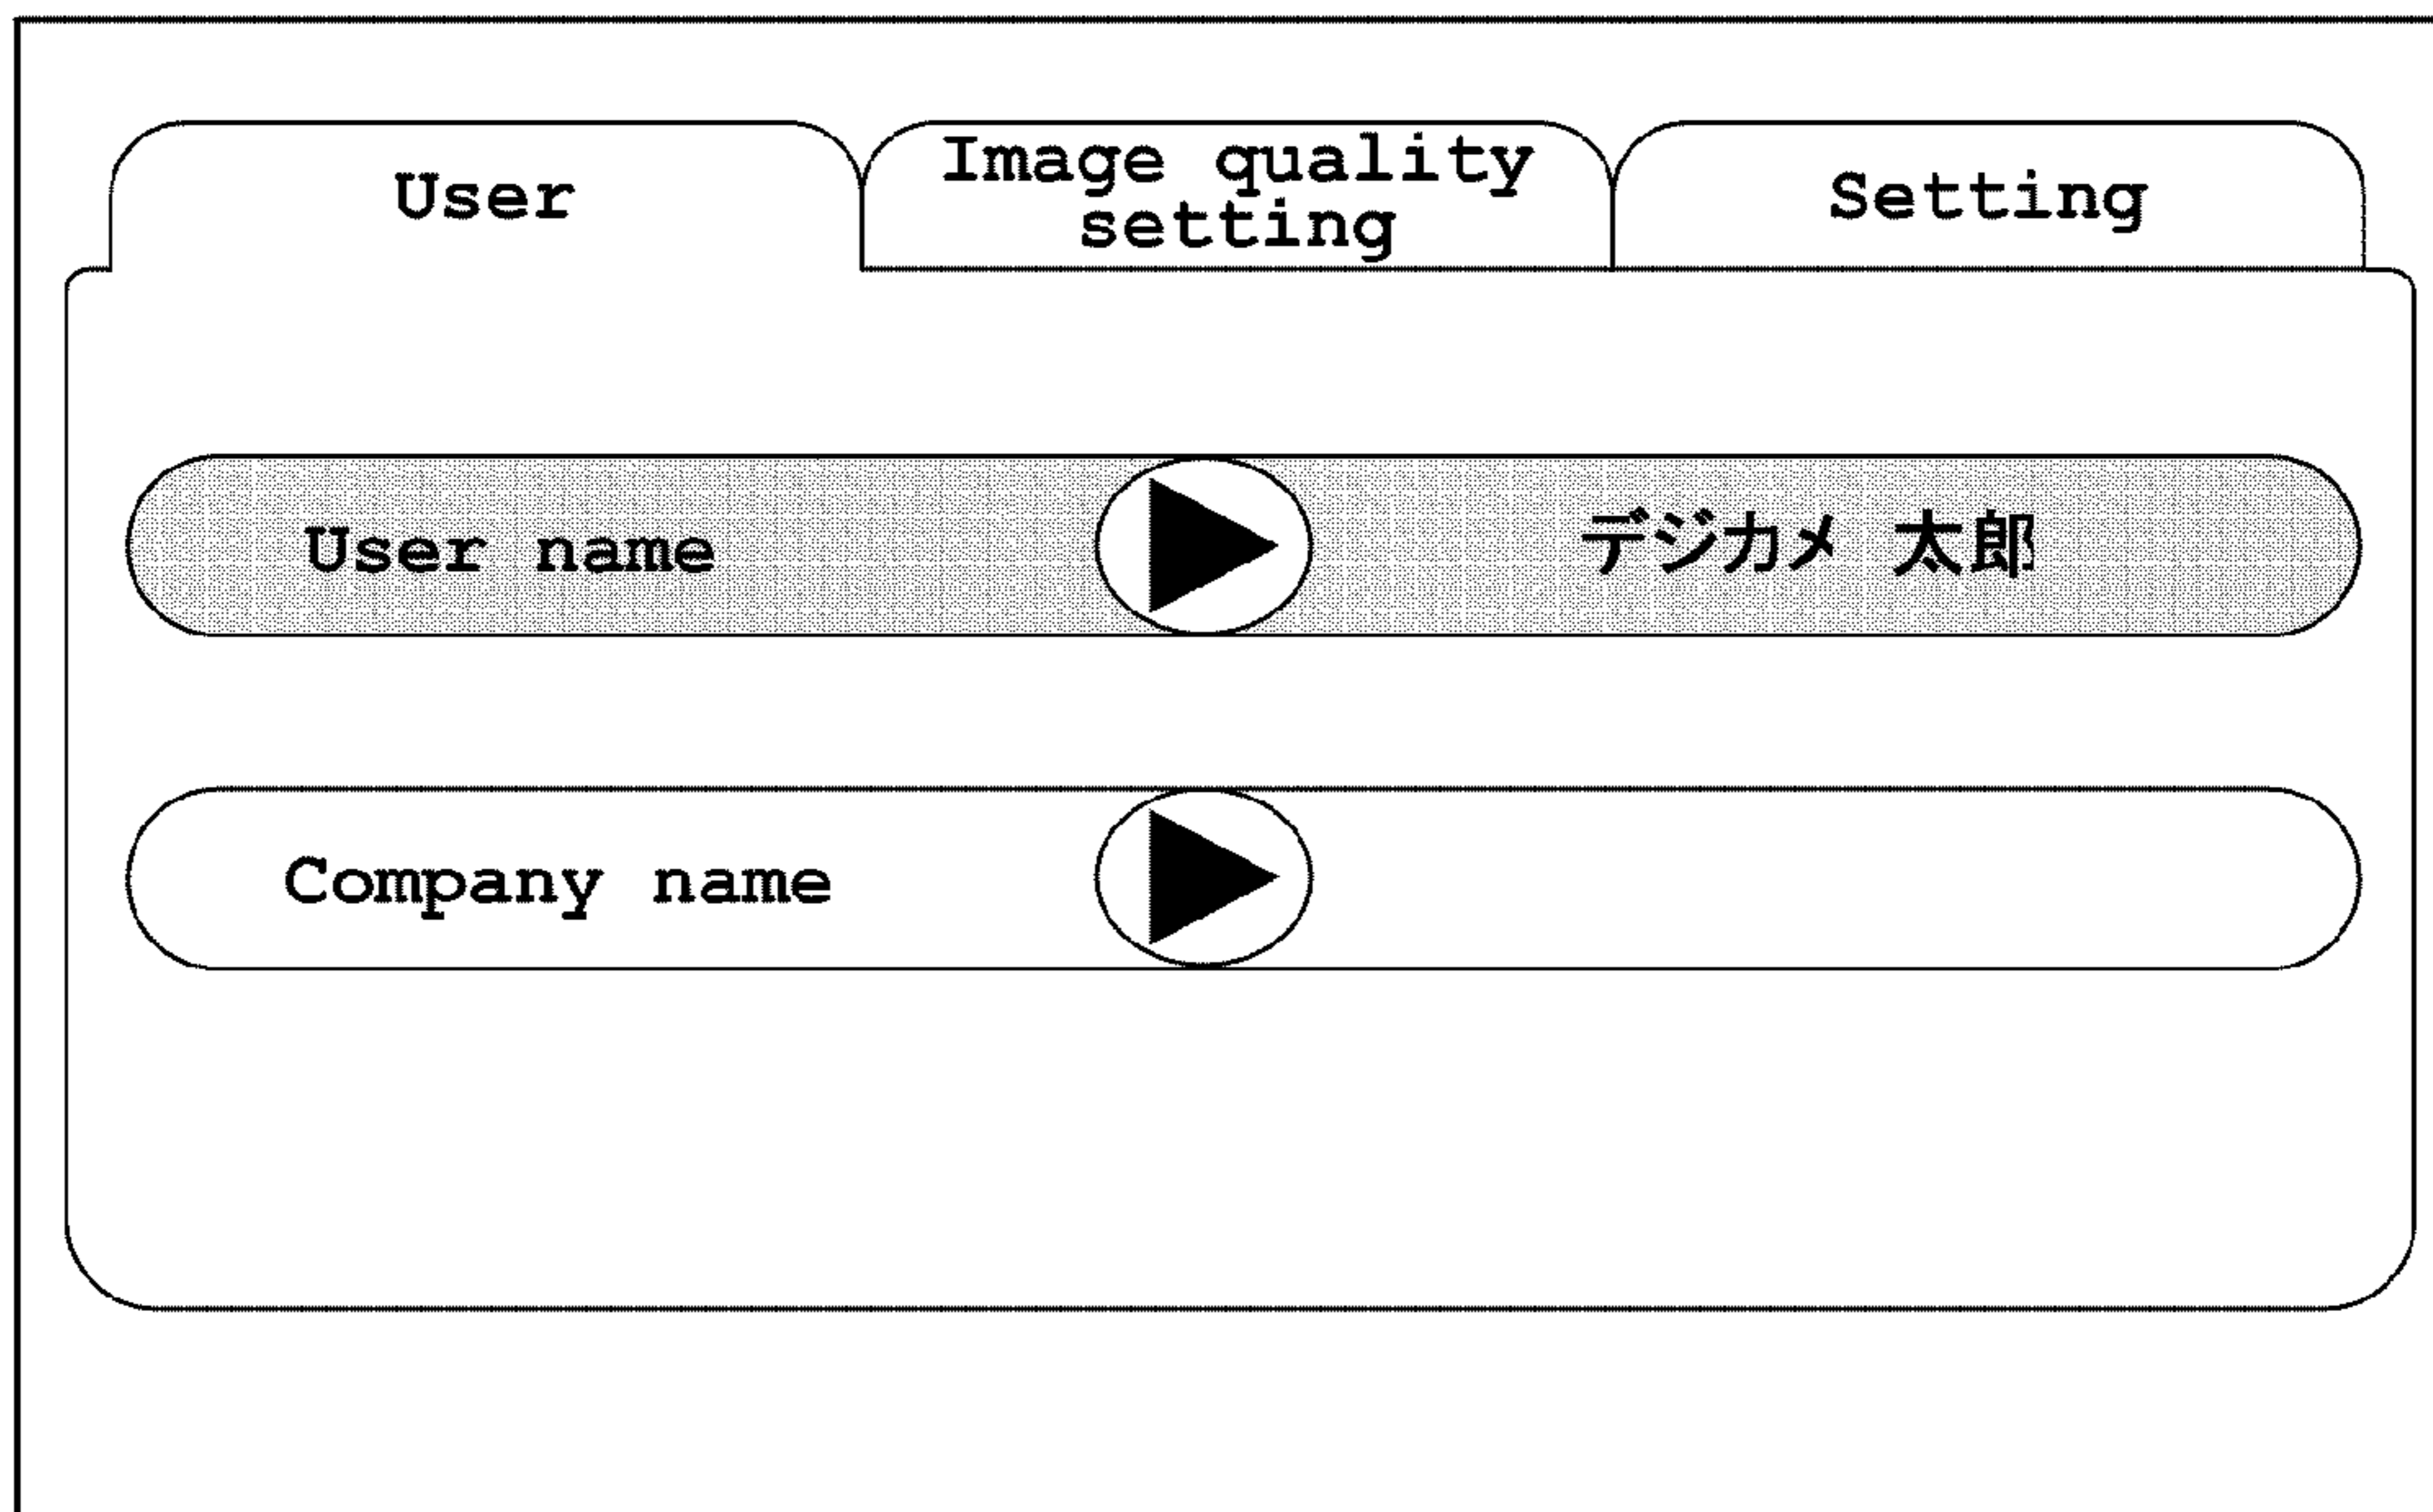 User
Image quality
setting
Setting
User name
デジカメ 太郎
Company name